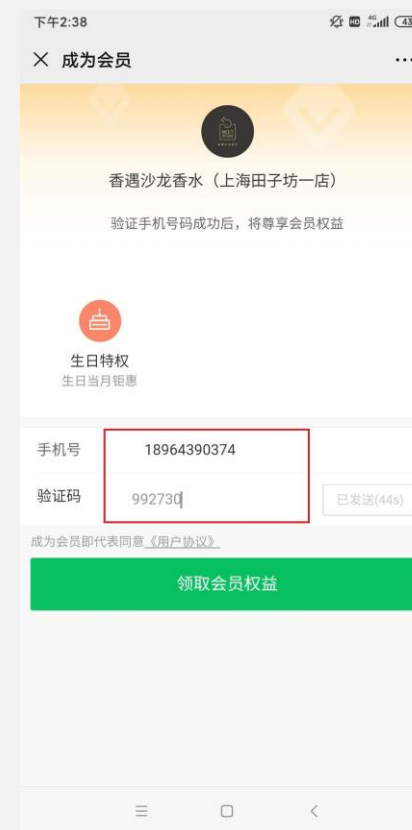 下午2:38
HD 4G 43
成为会员
...
MEET
香遇沙龙香水（上海田子坊一店）
验证手机号码成功后，将尊享会员权益
生日特权
生日当月钜惠
手机号 18964390374
验证码 992730 已发送(44s)
成为会员即代表同意《用户协议》
领取会员权益